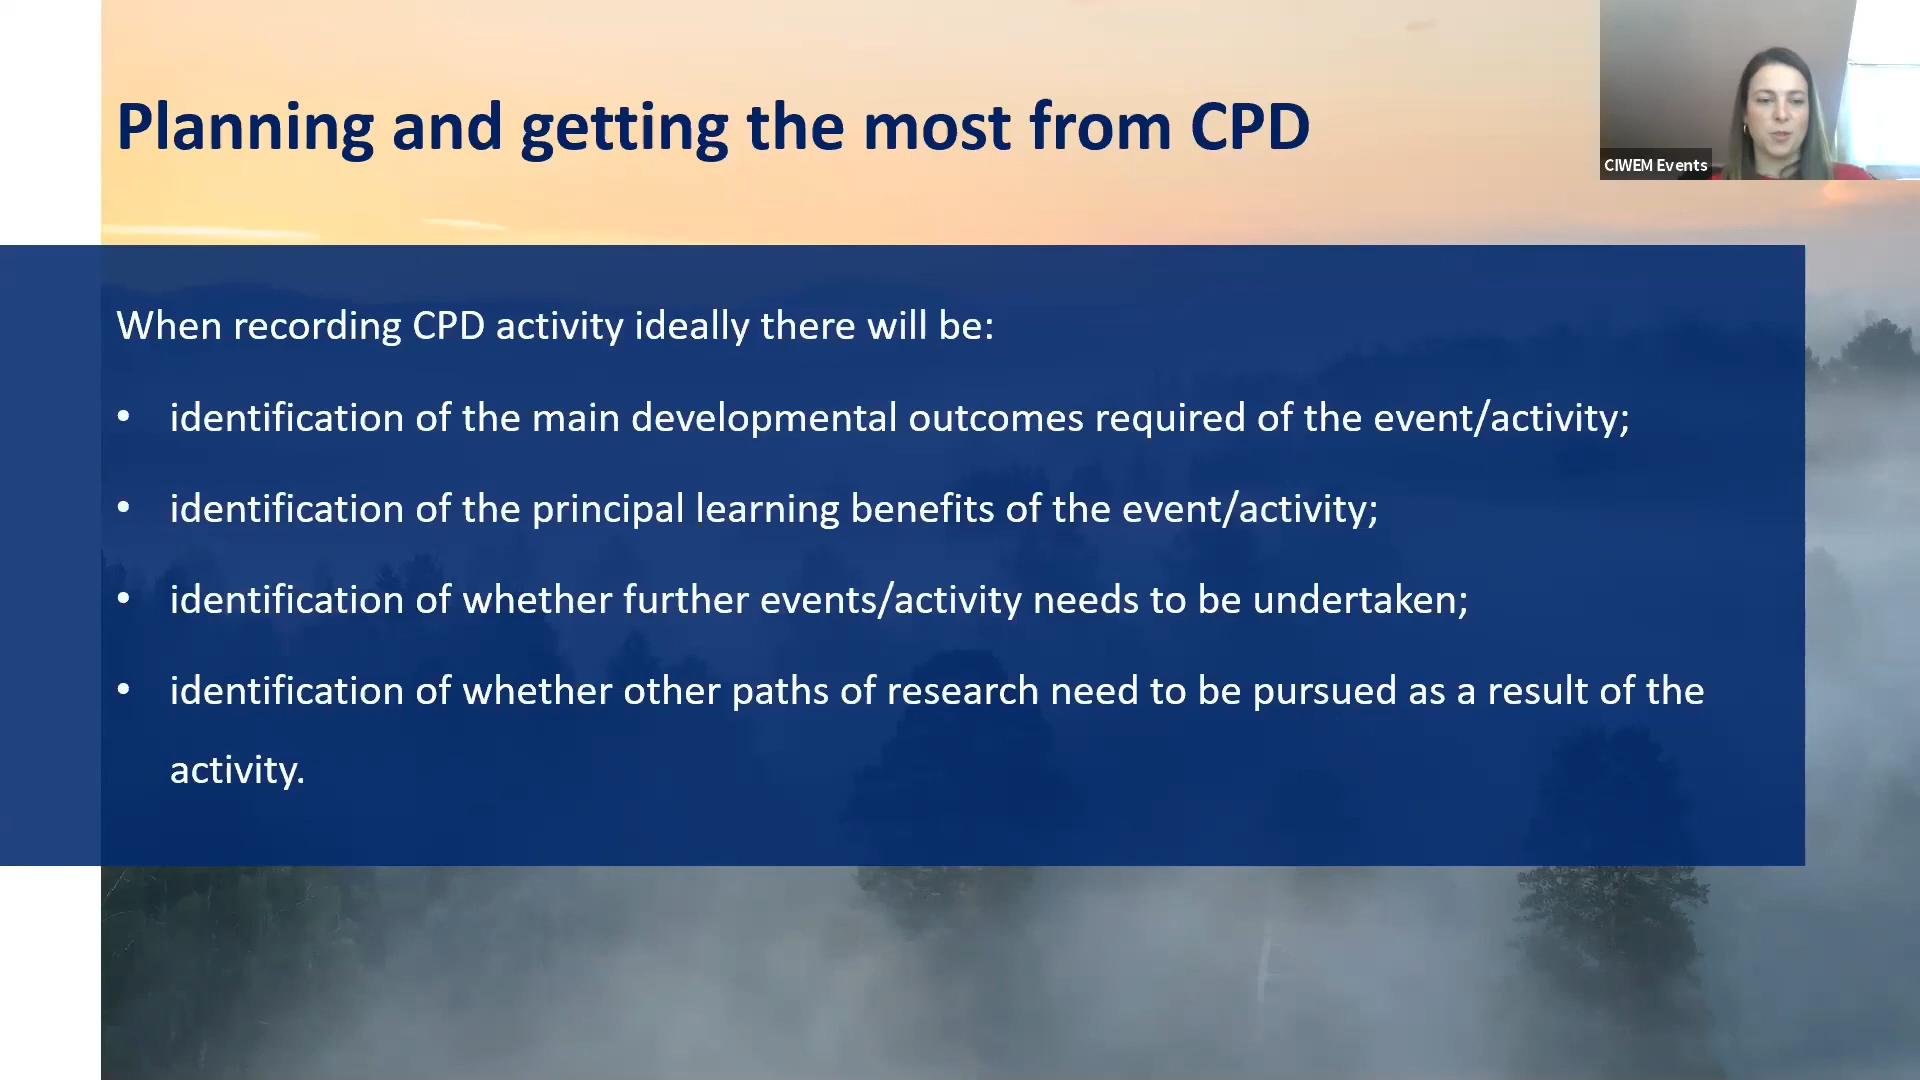 Planning and getting the most from CPD
CIWEM Events
When recording CPD activity ideally there will be:
• identification of the main developmental outcomes required of the event/activity;
• identification of the principal learning benefits of the event/activity;
• identification of whether further events/activity needs to be undertaken;
• identification of whether other paths of research need to be pursued as a result of the
activity.